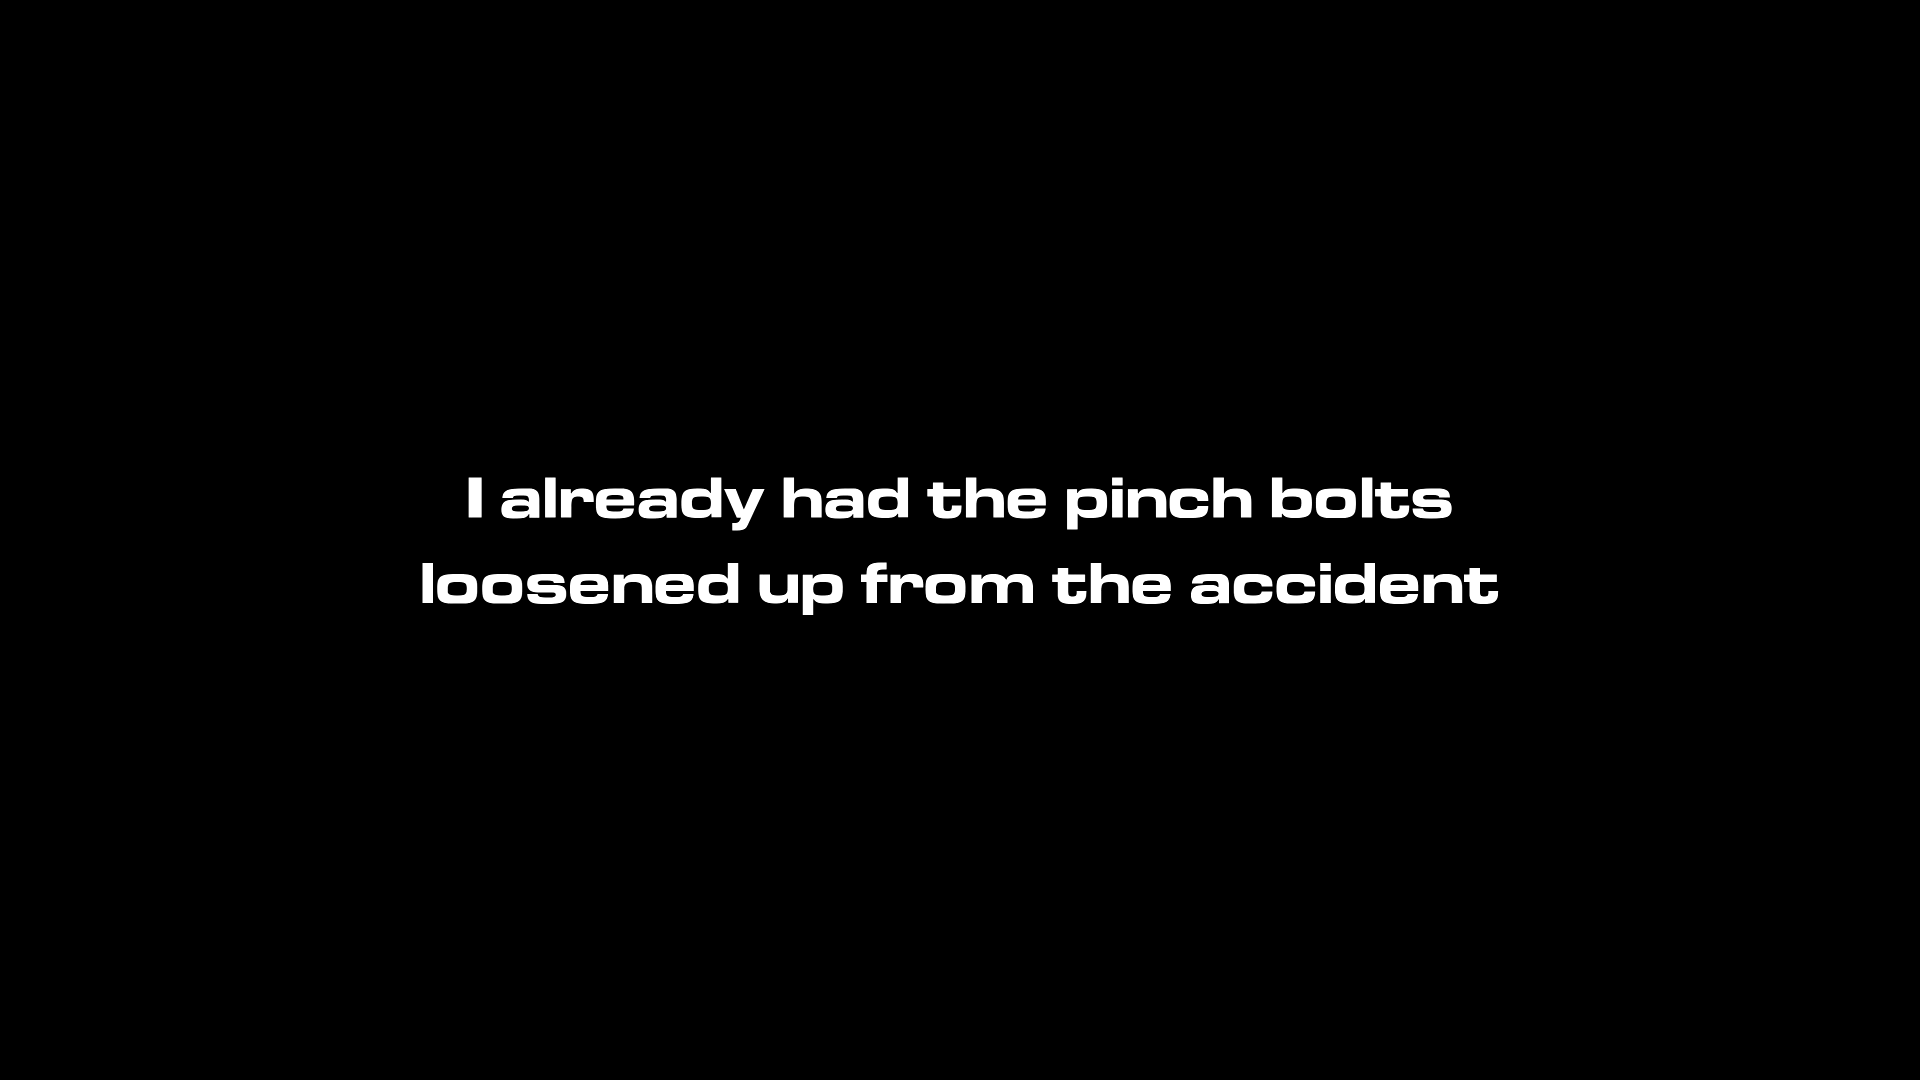 I already had the pinch bolts
loosened up from the accident